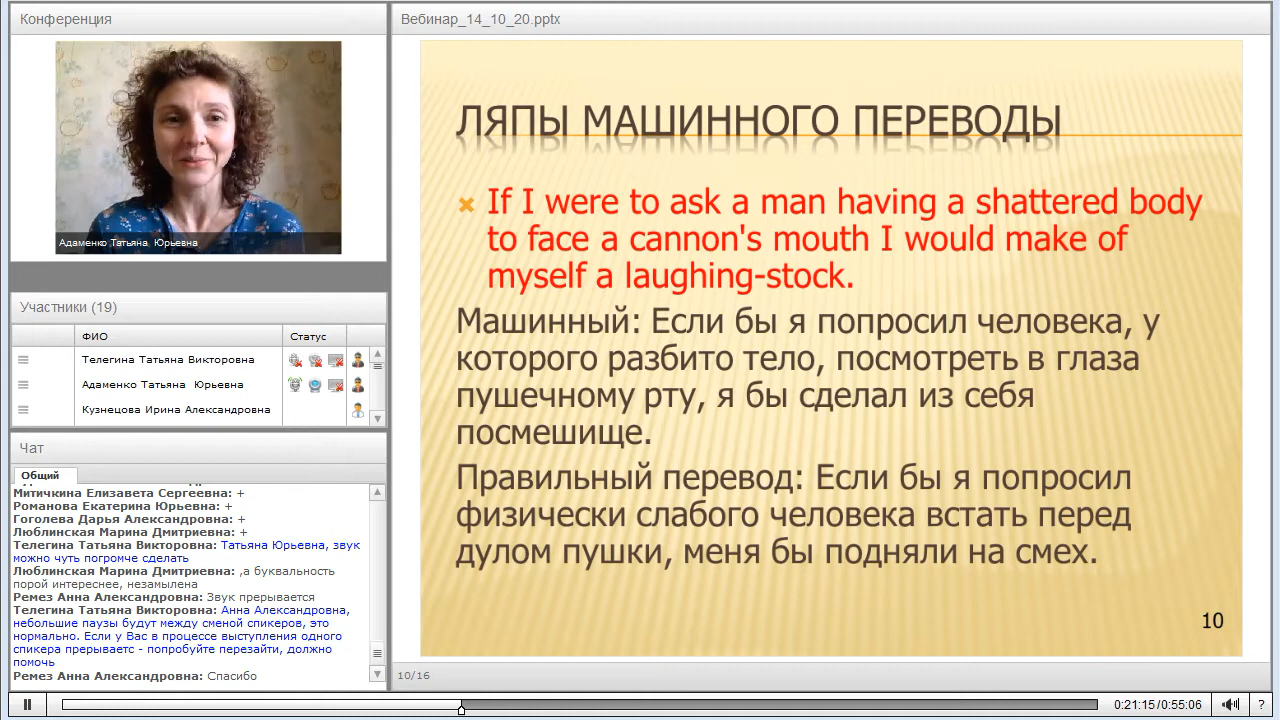 Конференция
Адаменко Татьяна Юрьевна
Участники (19)
ФИО
Статус
Телегина Татьяна Викторовна
Адаменко Татьяна Юрьевна
Кузнецова Ирина Александровна
Чат
Общий
Митичкина Елизавета Сергеевна: +
Романова Екатерина Юрьевна: +
Гоголева Дарья Александровна: +
Люблинская Марина Дмитриевна: +
Телегина Татьяна Викторовна: Татьяна Юрьевна, звук
можно чуть погромче сделать
Люблинская Марина Дмитриевна: ,а буквальность
порой интереснее, незамылена
Ремез Анна Александровна: Звук прерывается
Телегина Татьяна Викторовна: Анна Александровна,
небольшие паузы будут между сменой спикеров, это
нормально. Если у Вас в процессе выступления одного
спикера прерываетс - попробуйте перезайти, должно
помочь
Ремез Анна Александровна: Спасибо
Вебинар_14_10_20.pptx
ЛЯПЫ МАШИННОГО ПЕРЕВОДЫ
If I were to ask a man having a shattered body
to face a cannon's mouth I would make of
myself a laughing-stock.
Машинный: Если бы я попросил человека, у
которого разбито тело, посмотреть в глаза
пушечному рту, я бы сделал из себя
посмешище.
Правильный перевод: Если бы я попросил
физически слабого человека встать перед
дулом пушки, меня бы подняли на смех.
10
10/16
0:21:15/0:55:06
?